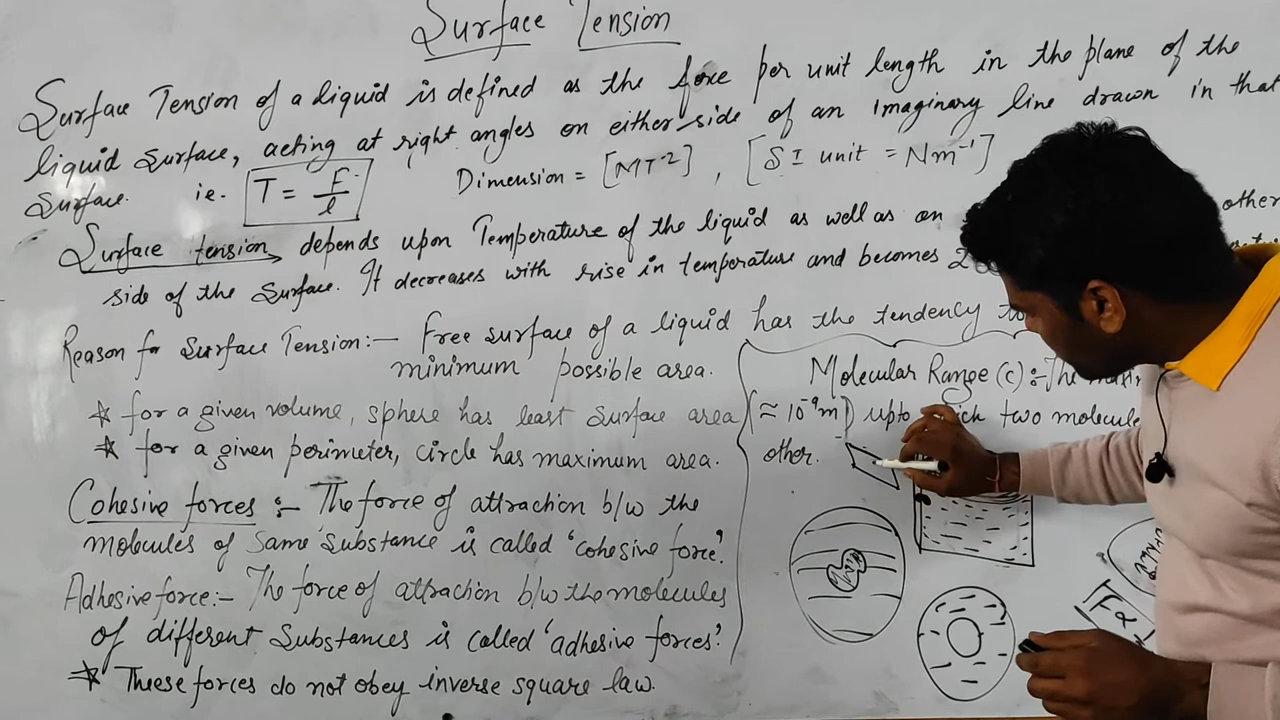 Surface Tension
Surface Tension of a liquid is defined as the force per unit length in the plane of the
liquid surface, acting at right angles on either side of an imaginary line drawn in that
surface. ie. T = F/l Dimension = [MT⁻²], [SI unit = Nm⁻¹]
Surface tension depends upon Temperature of the liquid as well as on other
side of the surface. It decreases with rise in temperature and becomes
Reason for Surface Tension:- Free surface of a liquid has the tendency to
minimum possible area.
* for a given volume, sphere has least surface area
* for a given perimeter, circle has maximum area.
Cohesive forces :- The force of attraction b/w the
molecules of same substance is called 'cohesive force'.
Adhesive force:- The force of attraction b/w the molecules
of different substances is called 'adhesive forces'.
* These forces do not obey inverse square law.
Molecular Range (c):- The
(≈ 10⁻⁹m) upto two
other.